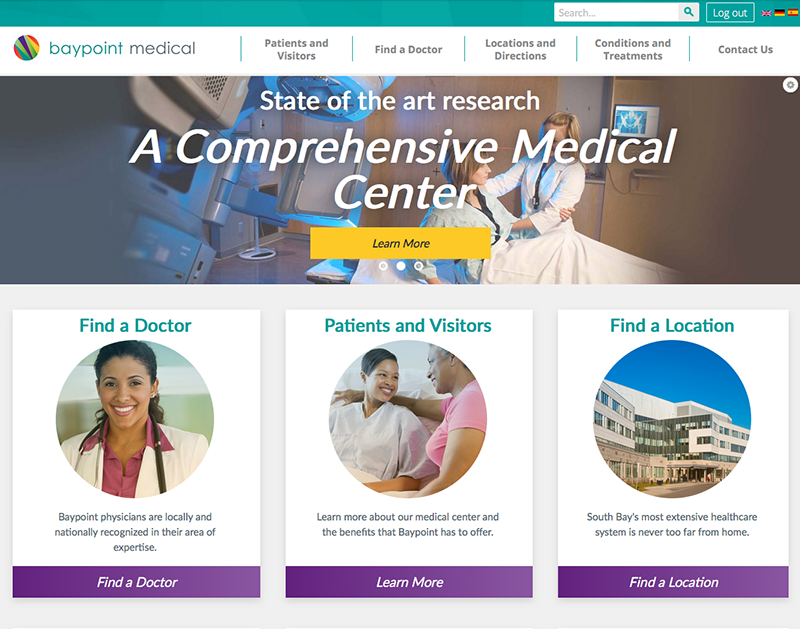 Search...
Log out
baypoint medical
Patients and
Visitors
Find a Doctor
Locations and
Directions
Conditions and
Treatments
Contact Us
State of the art research
A Comprehensive Medical
Center
Learn More
Find a Doctor
Baypoint physicians are locally and
nationally recognized in their area of
expertise.
Find a Doctor
Patients and Visitors
Learn more about our medical center and
the benefits that Baypoint has to offer.
Learn More
Find a Location
South Bay's most extensive healthcare
system is never too far from home.
Find a Location